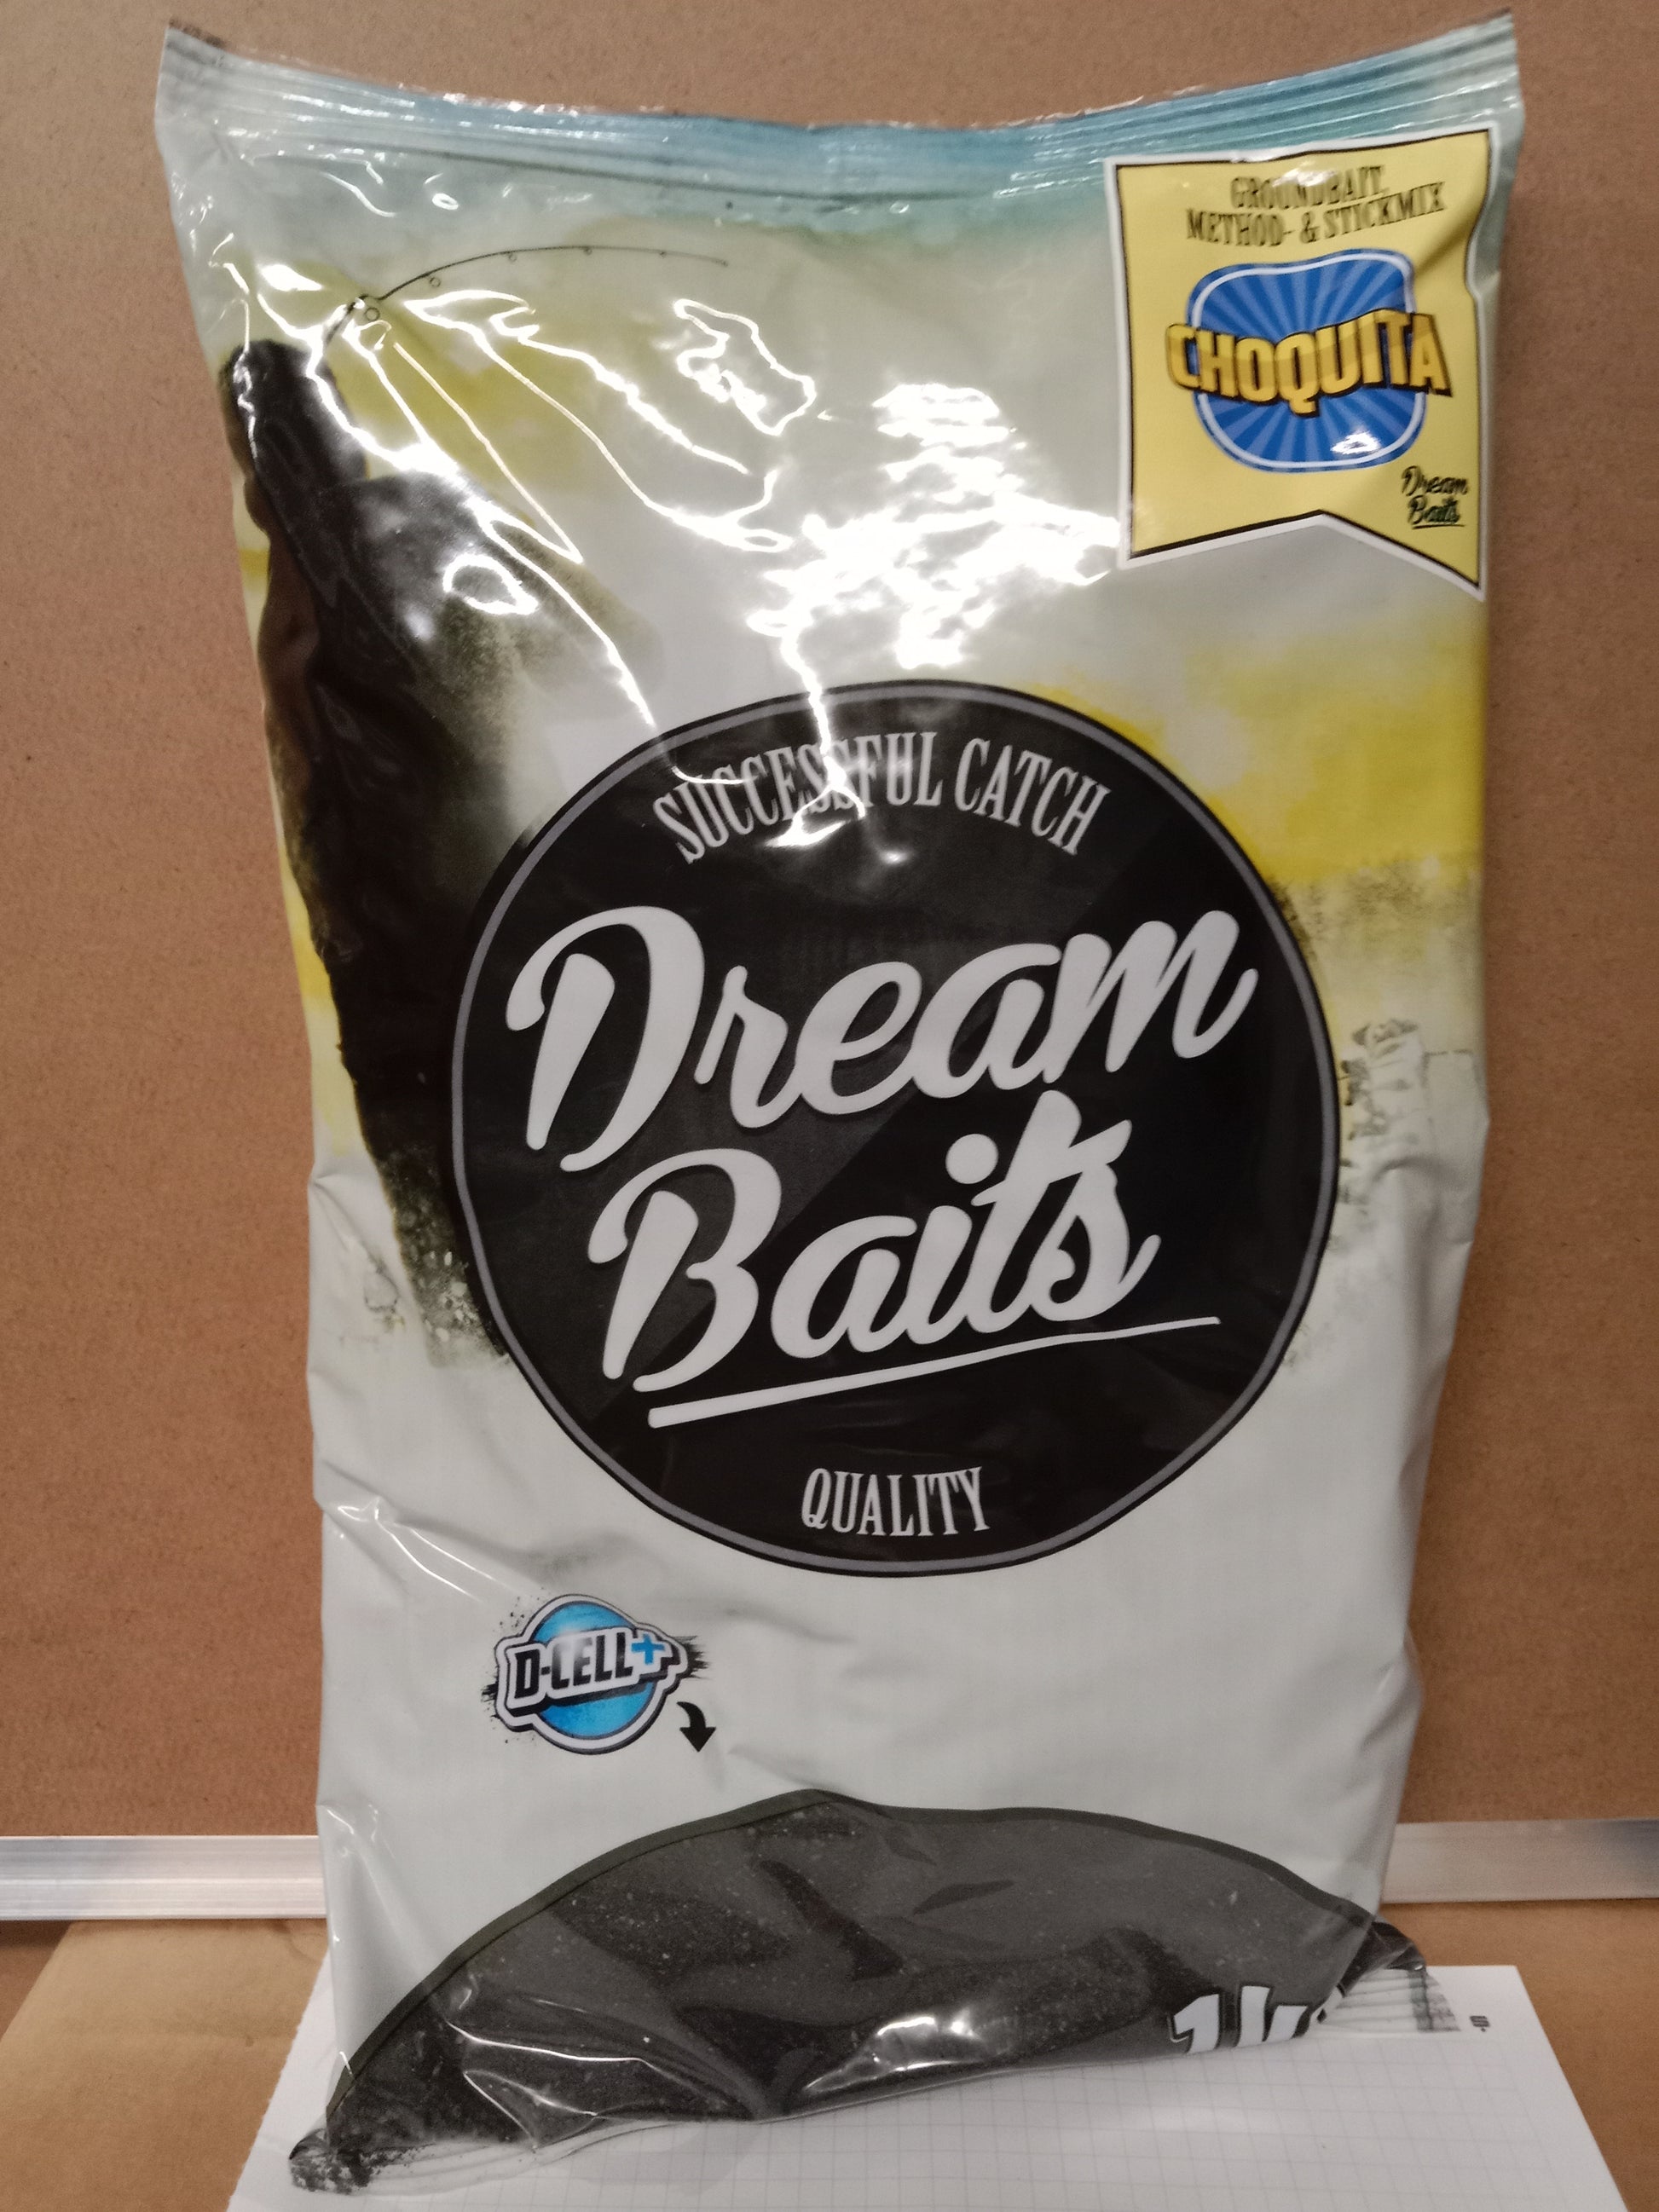 GROUNDBAIT,
METHOD- & STICKMIX
CHOQUITA
Dream
Baits
SUCCESSFUL CATCH
Dream
Baits
QUALITY
D-CELL+